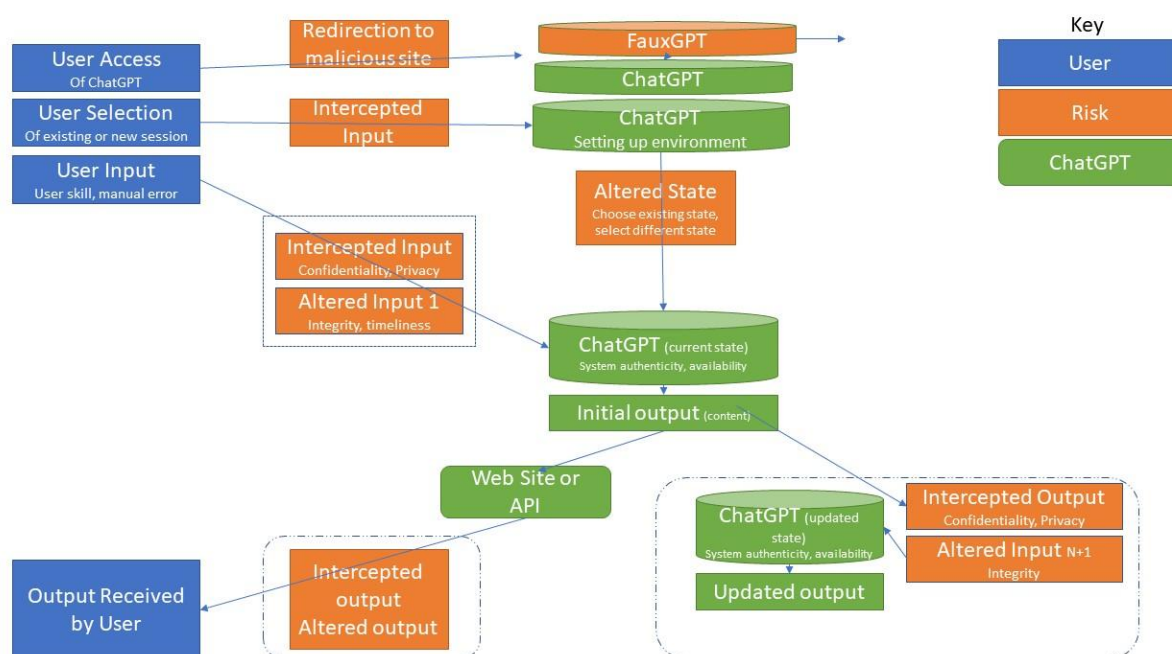 User Access
Of ChatGPT
Redirection to
malicious site
FauxGPT
ChatGPT
Key
User
Risk
ChatGPT
User Selection
Of existing or new session
Intercepted
Input
ChatGPT
Setting up environment
User Input
User skill, manual error
Altered State
Choose existing state,
select different state
Intercepted Input
Confidentiality, Privacy
Altered Input 1
Integrity, timeliness
ChatGPT (current state)
System authenticity, availability
Initial output (content)
Web Site or
API
ChatGPT (updated
state)
System authenticity, availability
Updated output
Intercepted Output
Confidentiality, Privacy
Altered Input N+1
Integrity
Output Received
by User
Intercepted
output
Altered output